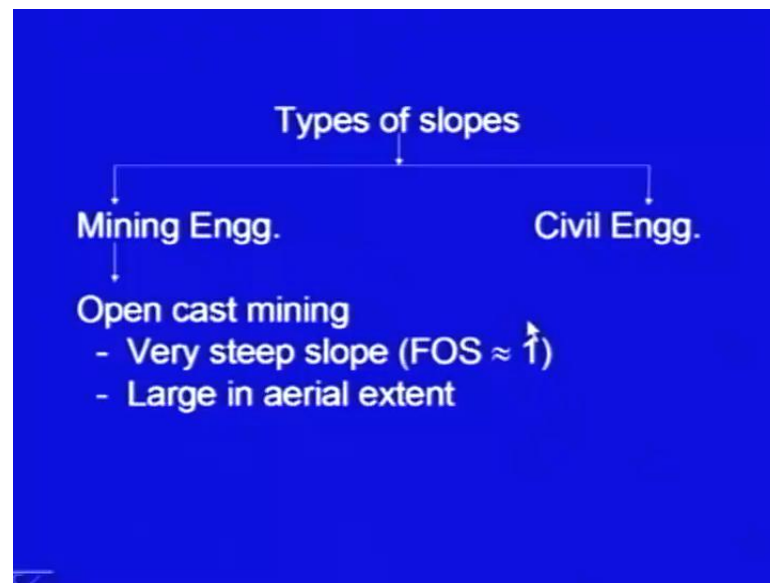 Types of slopes
Mining Engg.
Civil Engg.
Open cast mining
- Very steep slope (FOS ≈ 1)
- Large in aerial extent